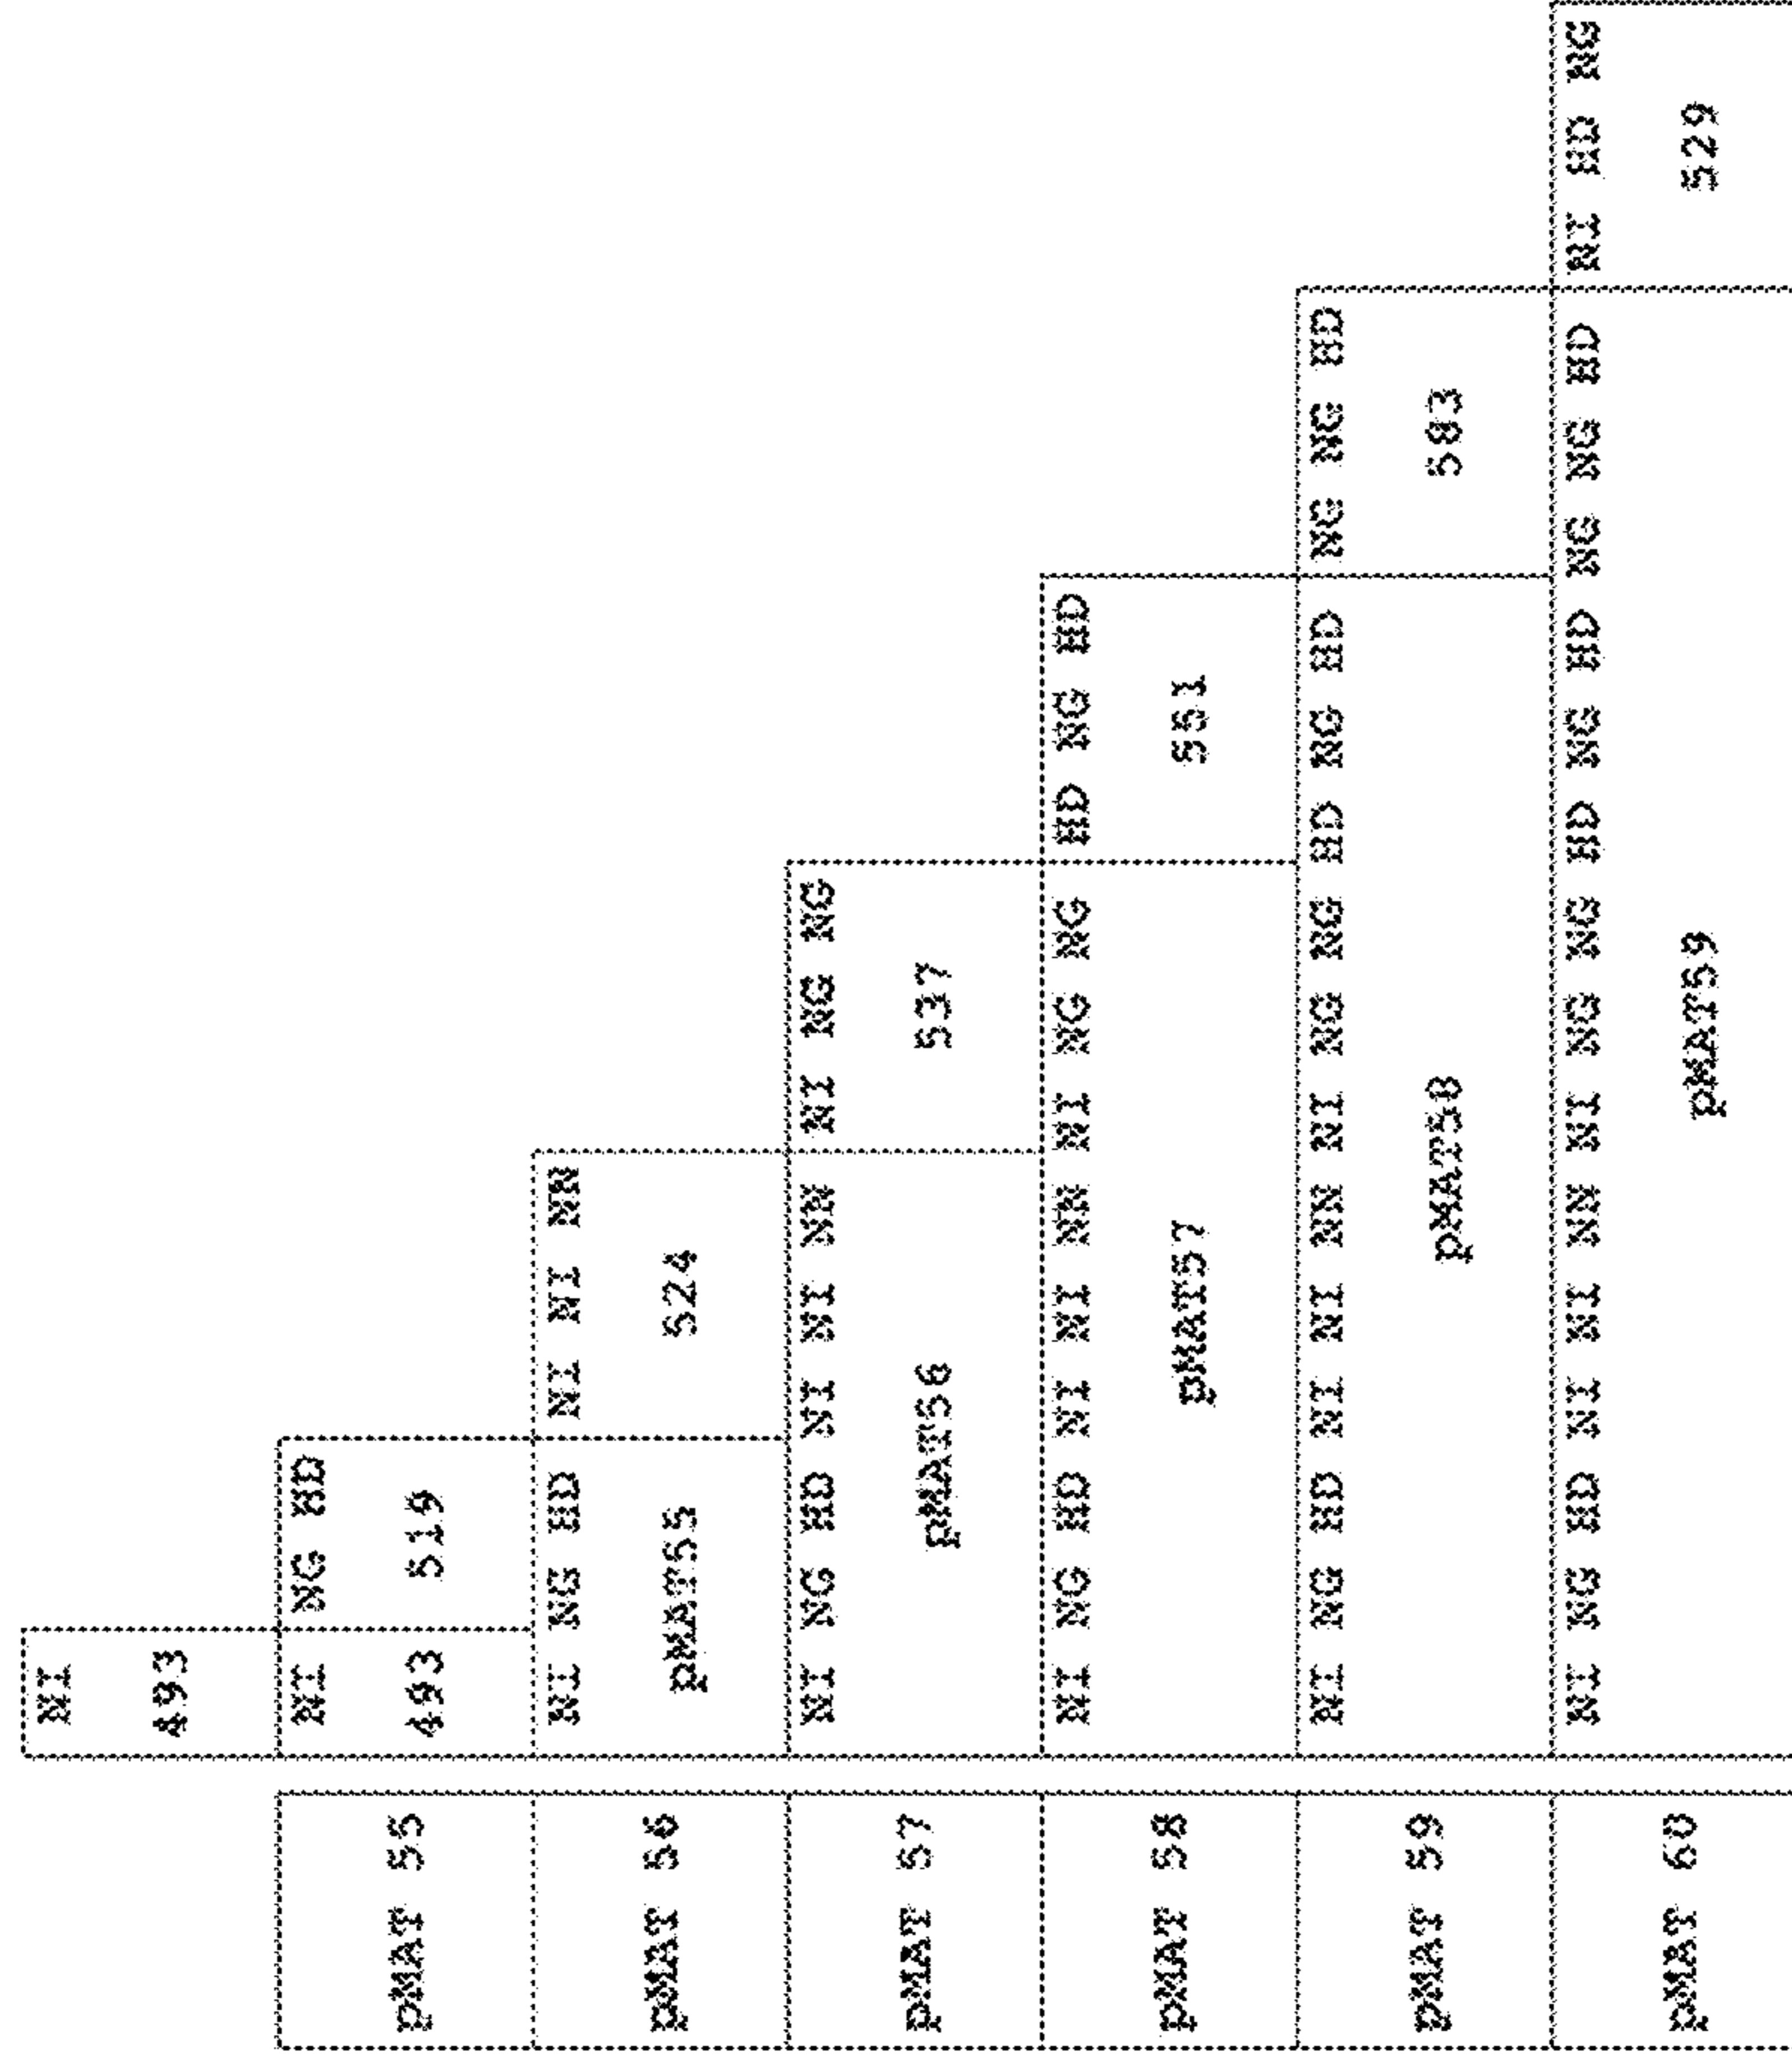 NI
493
NI NG HD
pMAT 55 493 519
NI NG HD NI NI NN
pMAT 56 pMAT55 524
NI NG HD NI NI NN NI NG NG
pMAT 57 pMAT56 537
NI NG HD NI NI NN NI NG NG HD NG HD
pMAT 58 pMAT57 551
NI NG HD NI NI NN NI NG NG HD NG HD NG NG HD
pMAT 59 pMAT58 583
NI NG HD NI NI NN NI NG NG HD NG HD NG NG HD NI HD NG
pMAT 60 pMAT59 529